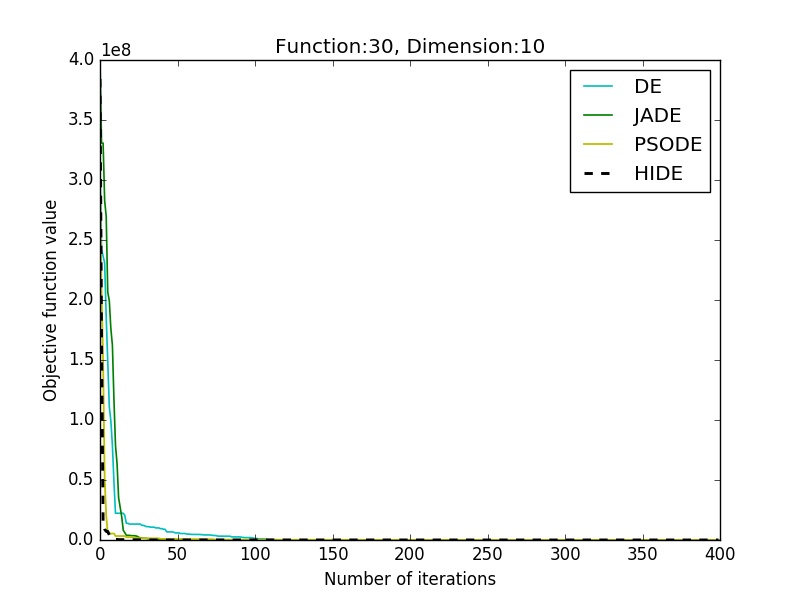 Function:30, Dimension:10
1e8
4.0
3.5
3.0
2.5
2.0
1.5
1.0
0.5
0.0
Objective function value
DE
JADE
PSODE
HIDE
0 50 100 150 200 250 300 350 400
Number of iterations